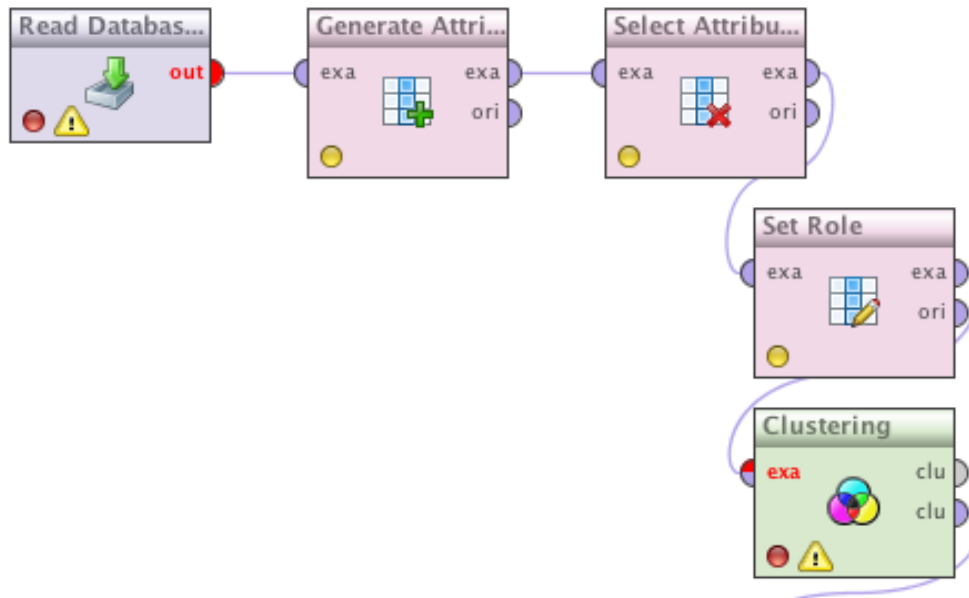 Read Databas...
out
Generate Attri...
exa
exa
ori
Select Attribu...
exa
exa
ori
Set Role
exa
exa
ori
Clustering
exa
clu
clu